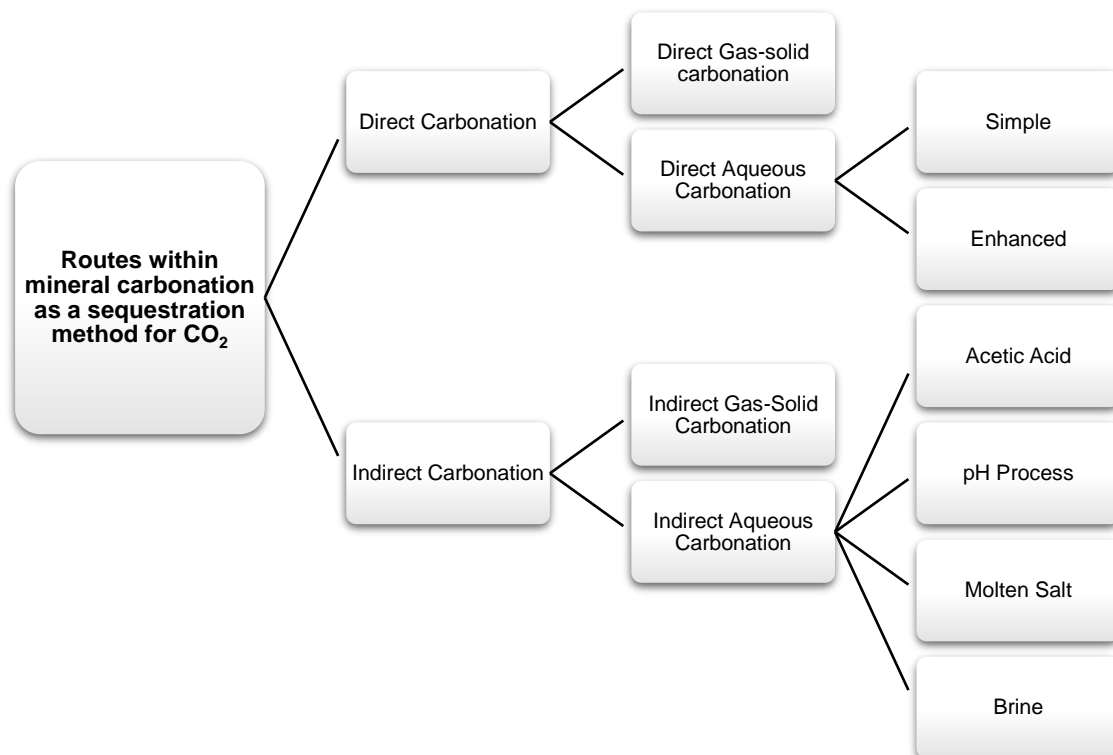 Routes within
mineral carbonation
as a sequestration
method for CO₂
Direct Carbonation
Direct Gas-solid
carbonation
Direct Aqueous
Carbonation
Simple
Enhanced
Indirect Carbonation
Indirect Gas-Solid
Carbonation
Indirect Aqueous
Carbonation
Acetic Acid
pH Process
Molten Salt
Brine